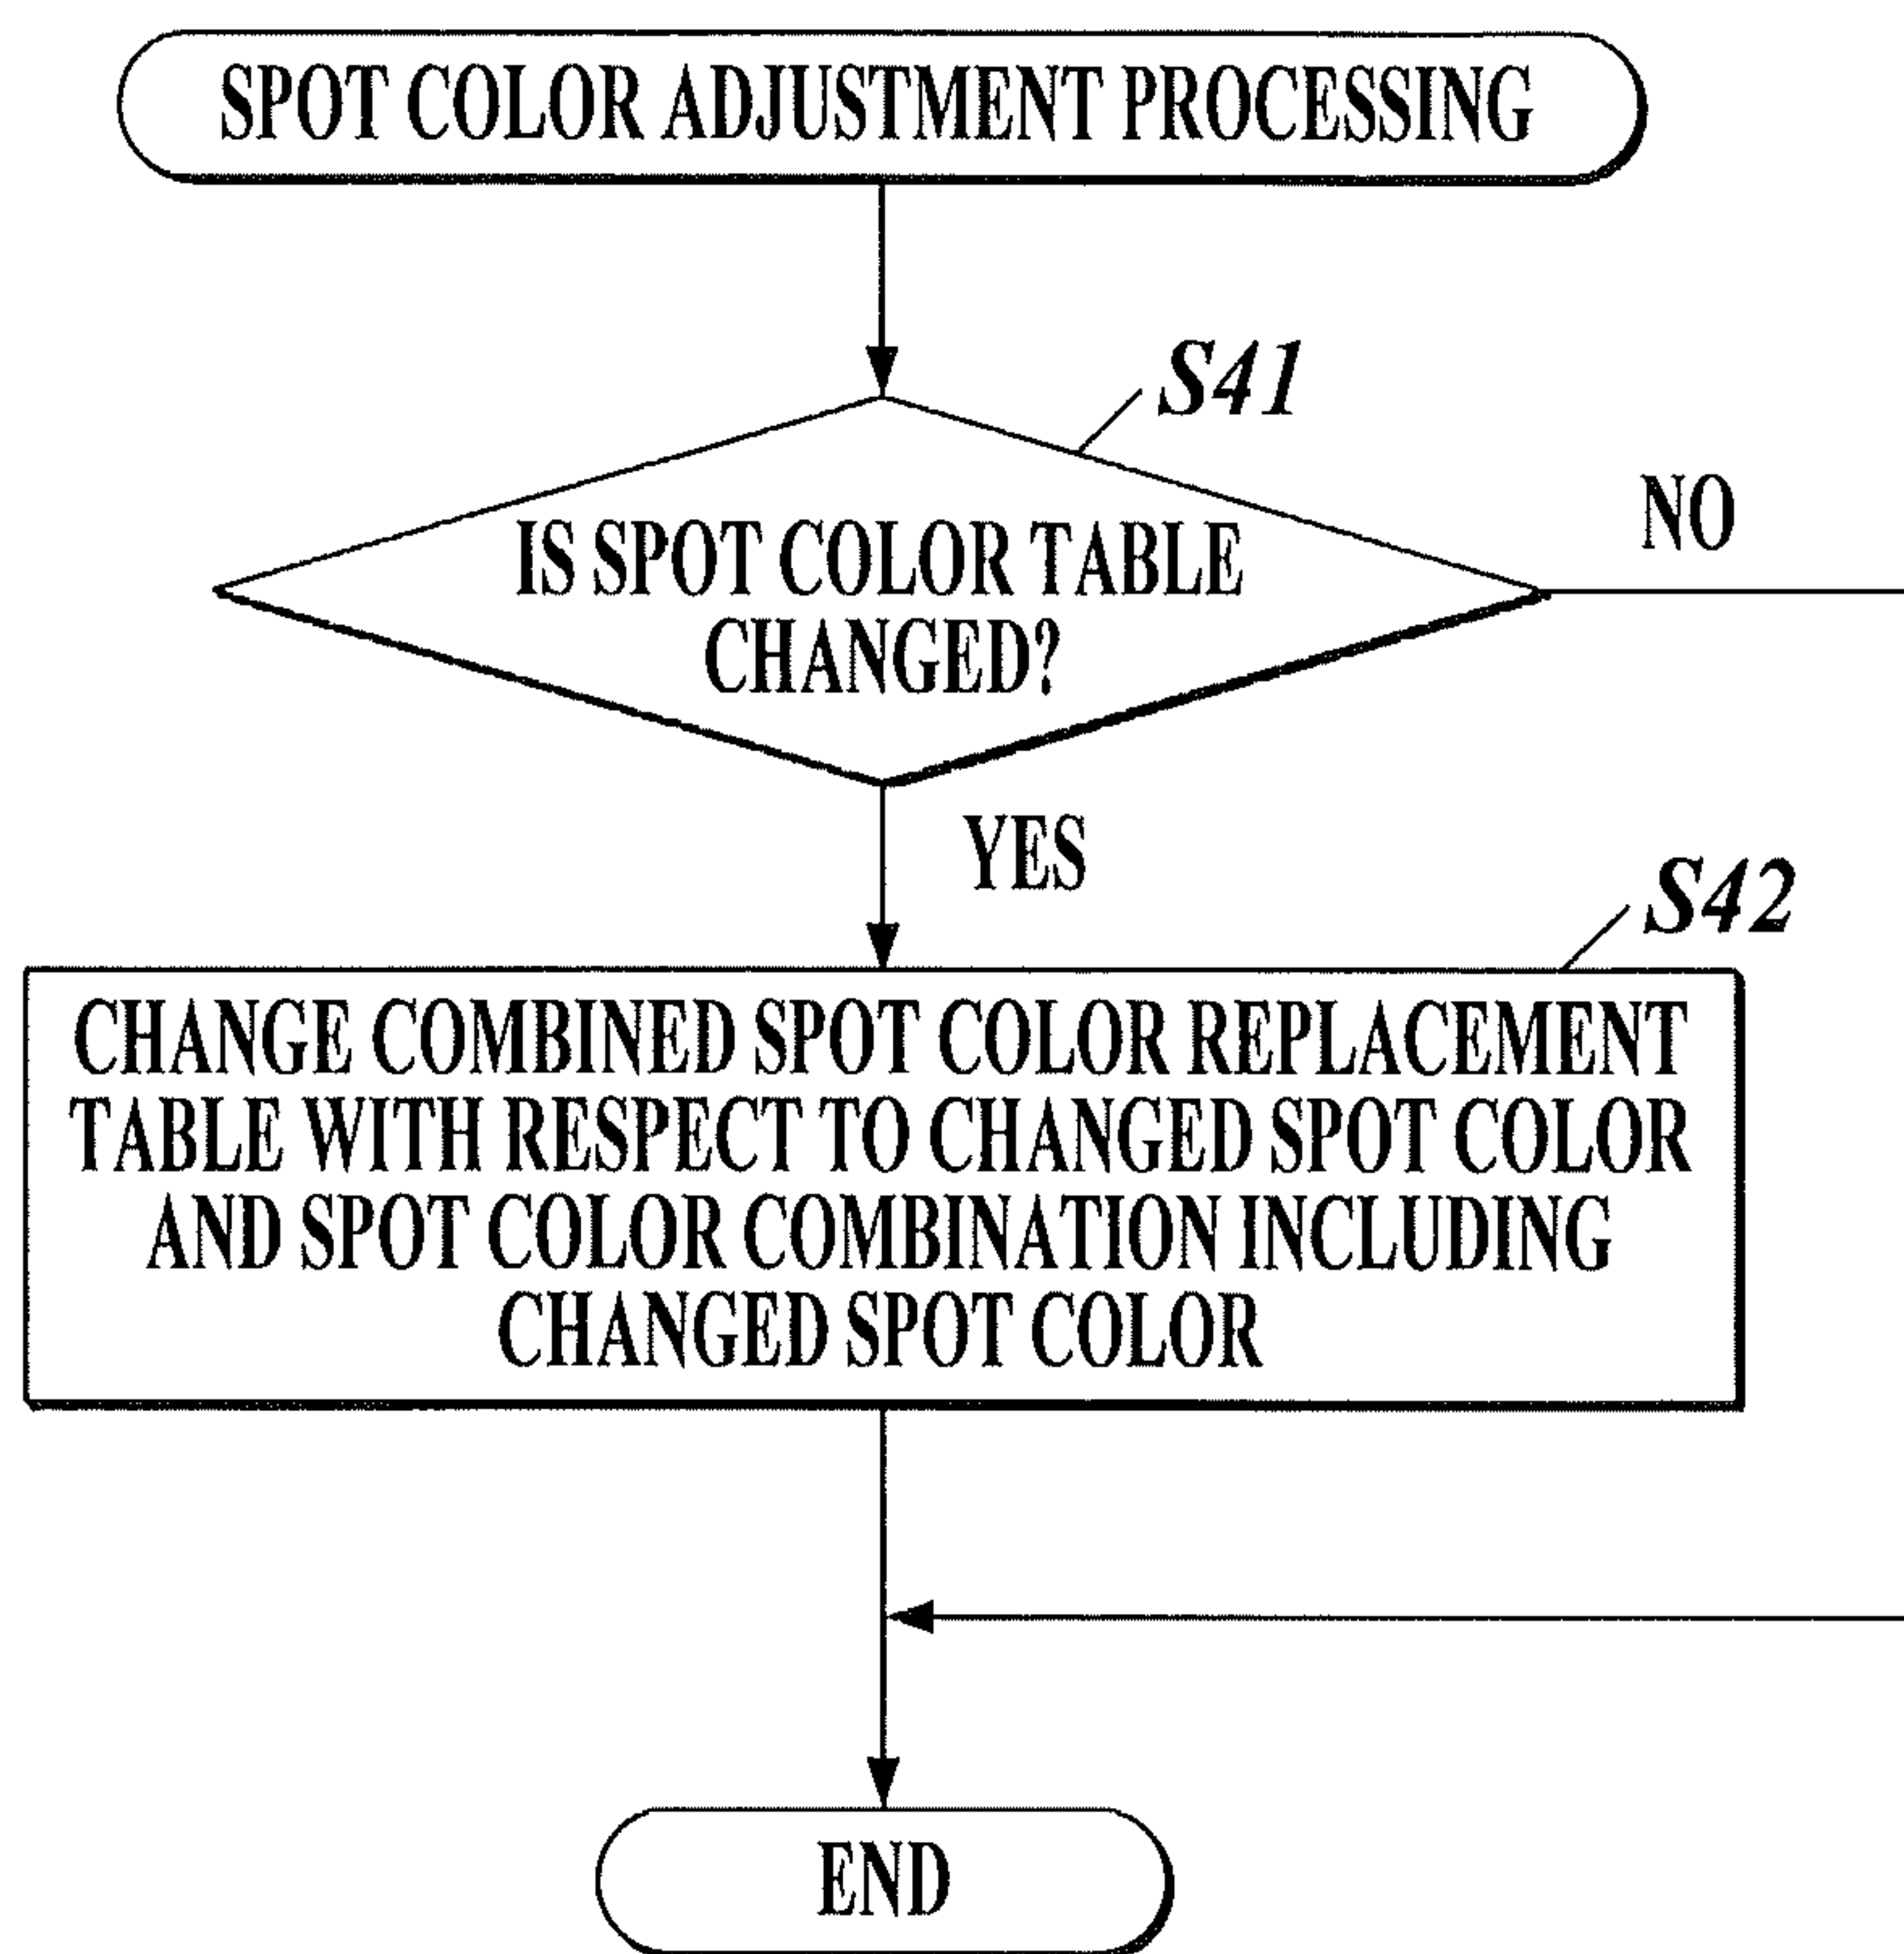 SPOT COLOR ADJUSTMENT PROCESSING
S41
IS SPOT COLOR TABLE
CHANGED?
NO
YES
S42
CHANGE COMBINED SPOT COLOR REPLACEMENT
TABLE WITH RESPECT TO CHANGED SPOT COLOR
AND SPOT COLOR COMBINATION INCLUDING
CHANGED SPOT COLOR
END